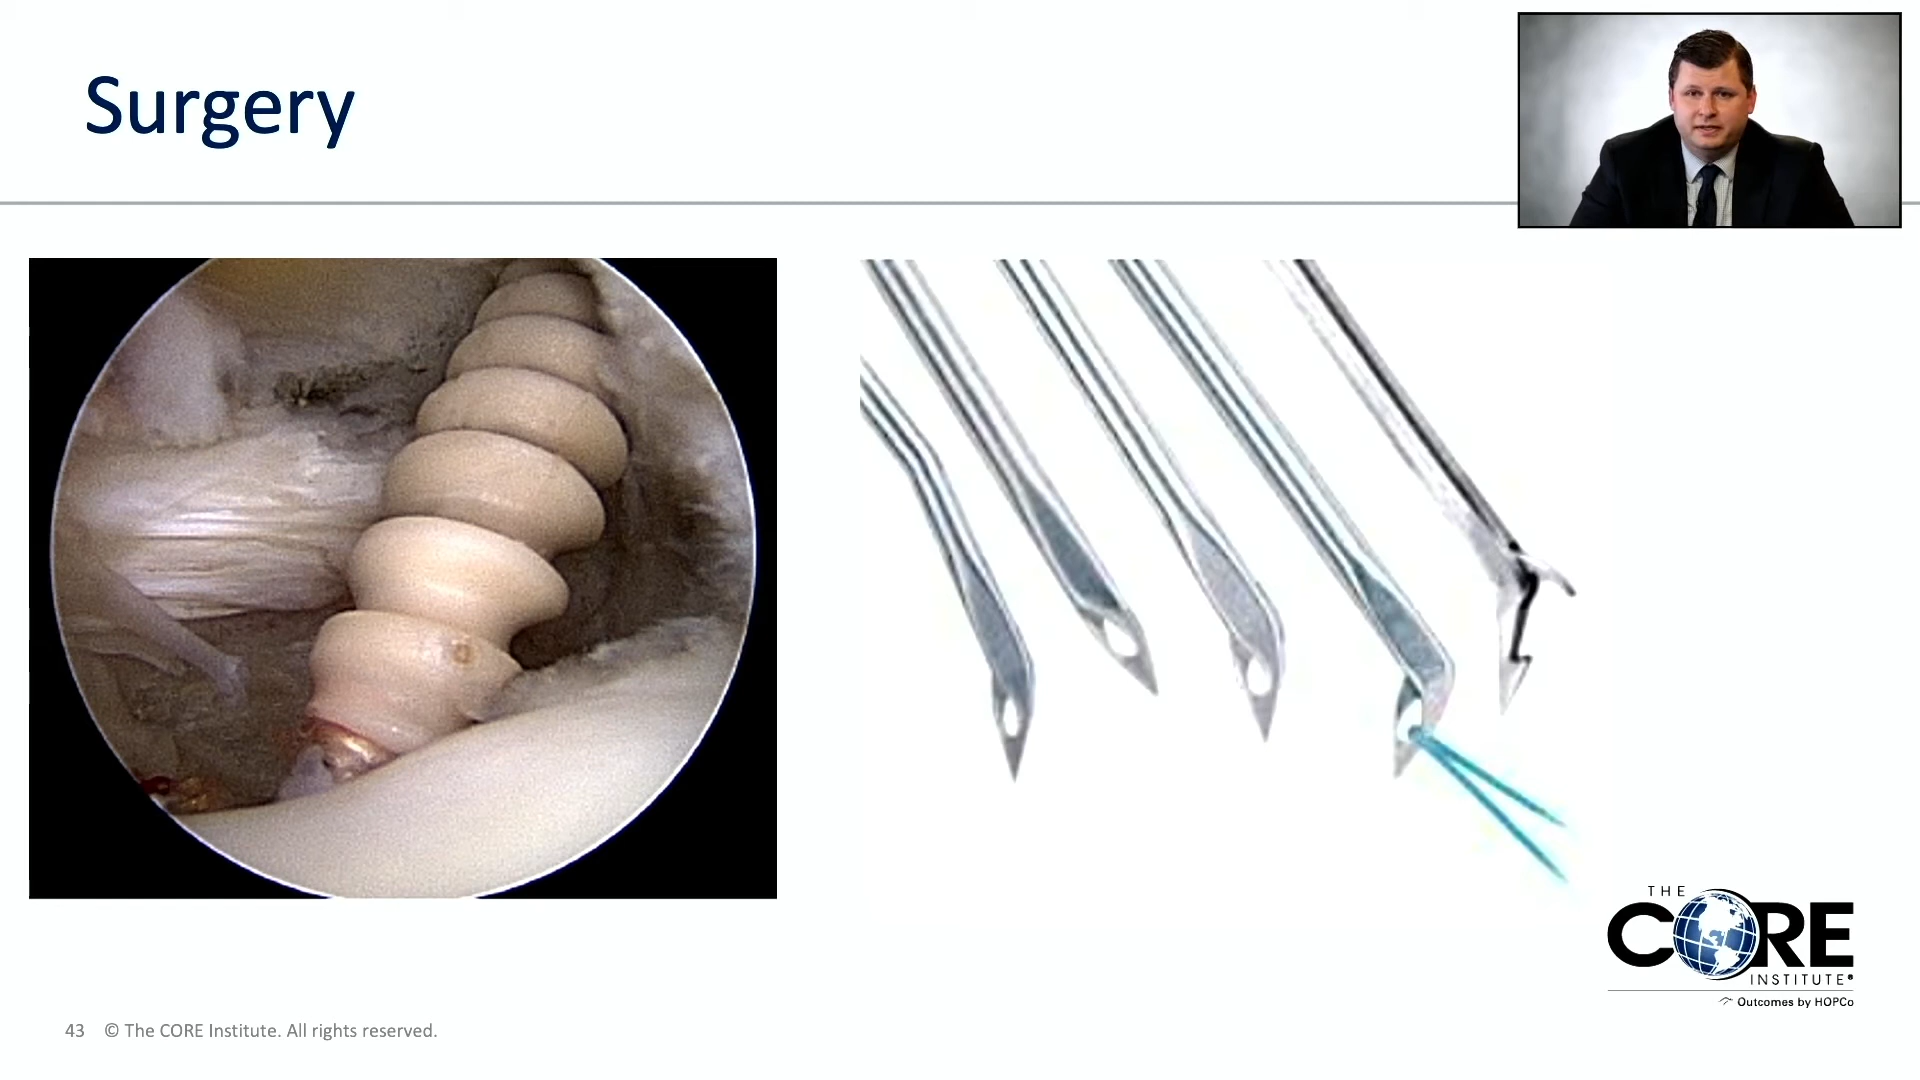 Surgery
THE
CORE
INSTITUTE®
Outcomes by HOPCo
43 © The CORE Institute. All rights reserved.